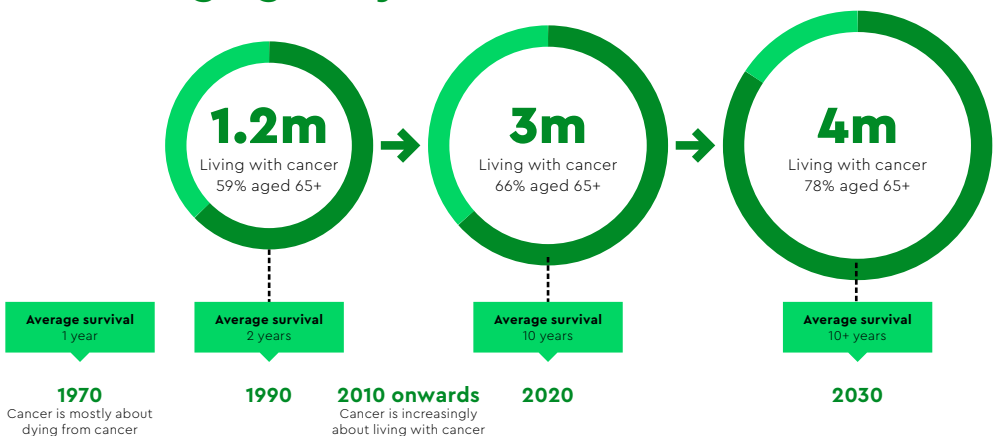 1.2m
Living with cancer
59% aged 65+
3m
Living with cancer
66% aged 65+
4m
Living with cancer
78% aged 65+
Average survival
1 year
Average survival
2 years
Average survival
10 years
Average survival
10+ years
1970
Cancer is mostly about
dying from cancer
1990
2010 onwards
Cancer is increasingly
about living with cancer
2020
2030